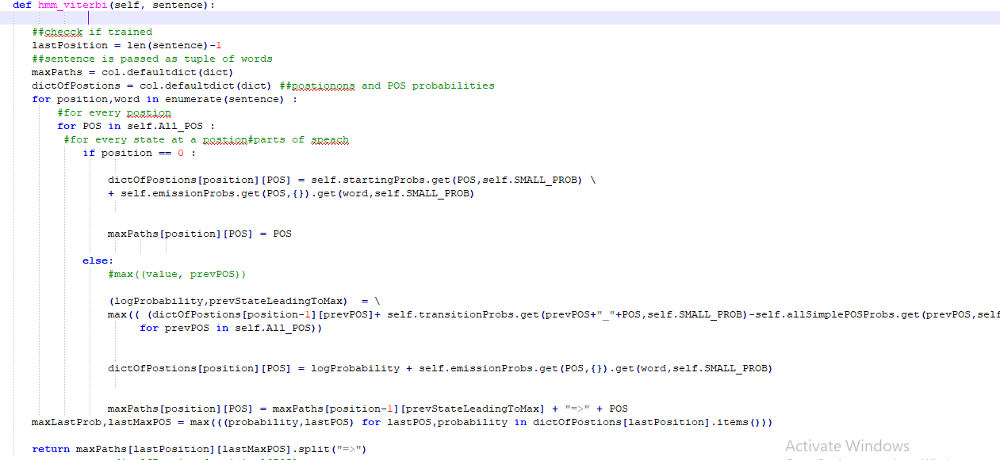 def hmm_viterbi(self, sentence):
##checck if trained
lastPosition = len(sentence)-1
##sentence is passed as tuple of words
maxPaths = col.defaultdict(dict)
dictOfPostions = col.defaultdict(dict) ##postionons and POS probabilities
for position,word in enumerate(sentence) :
#for every postion
for POS in self.All_POS :
#for every state at a postion#parts of speach
if position == 0 :
dictOfPostions[position][POS] = self.startingProbs.get(POS,self.SMALL_PROB) \
+ self.emissionProbs.get(POS,{}).get(word,self.SMALL_PROB)
maxPaths[position][POS] = POS
else:
#max((value, prevPOS))
(logProbability,prevStateLeadingToMax)  = \
max(( (dictOfPostions[position-1][prevPOS]+ self.transitionProbs.get(prevPOS+"_"+POS,self.SMALL_PROB)-self.allSimplePOSProbs.get(prevPOS,self
for prevPOS in self.All_POS))
dictOfPostions[position][POS] = logProbability + self.emissionProbs.get(POS,{}).get(word,self.SMALL_PROB)
maxPaths[position][POS] = maxPaths[position-1][prevStateLeadingToMax] + "=>" + POS
maxLastProb,lastMaxPOS = max(((probability,lastPOS) for lastPOS,probability in dictOfPostions[lastPosition].items()))
return maxPaths[lastPosition][lastMaxPOS].split("=>")
Activate Windows